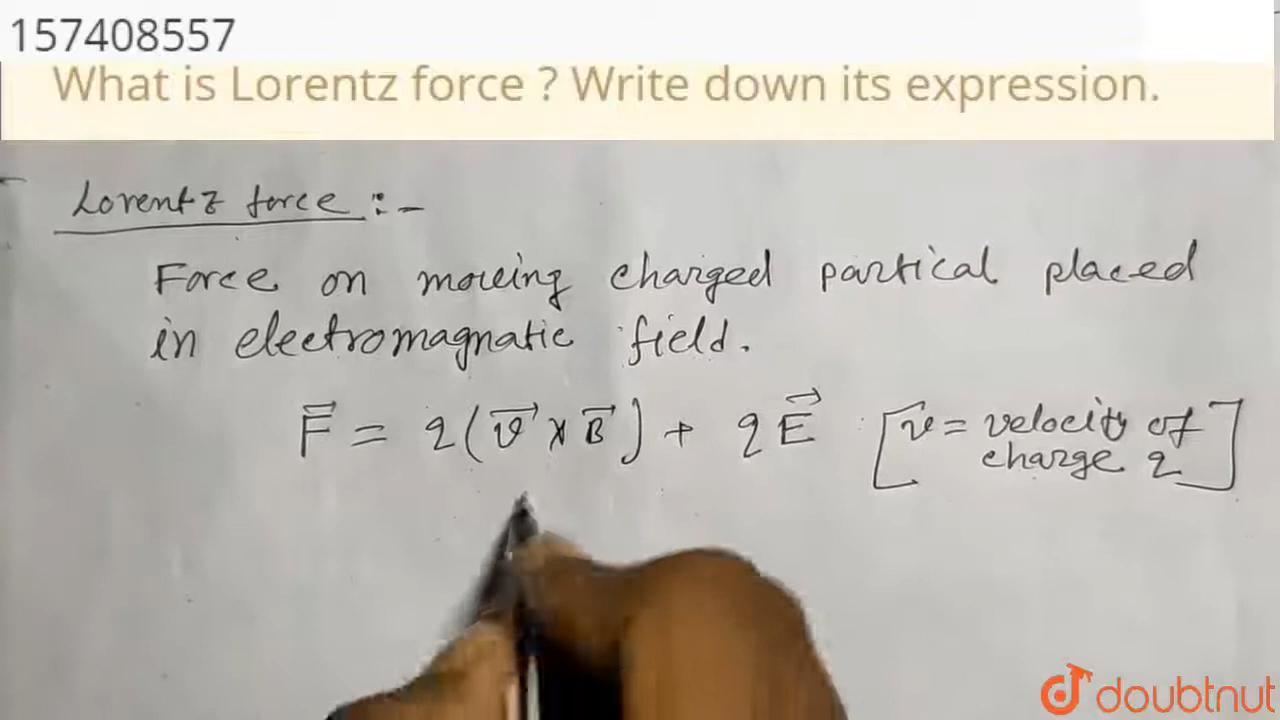 157408557
What is Lorentz force ? Write down its expression.
Lorentz force :-
Force on moveing charged partical placed
in electromagnatic field.
F⃗ = q(v⃗ × B⃗) + qE⃗ [v⃗ = velocity of
charge q]
doubtnut